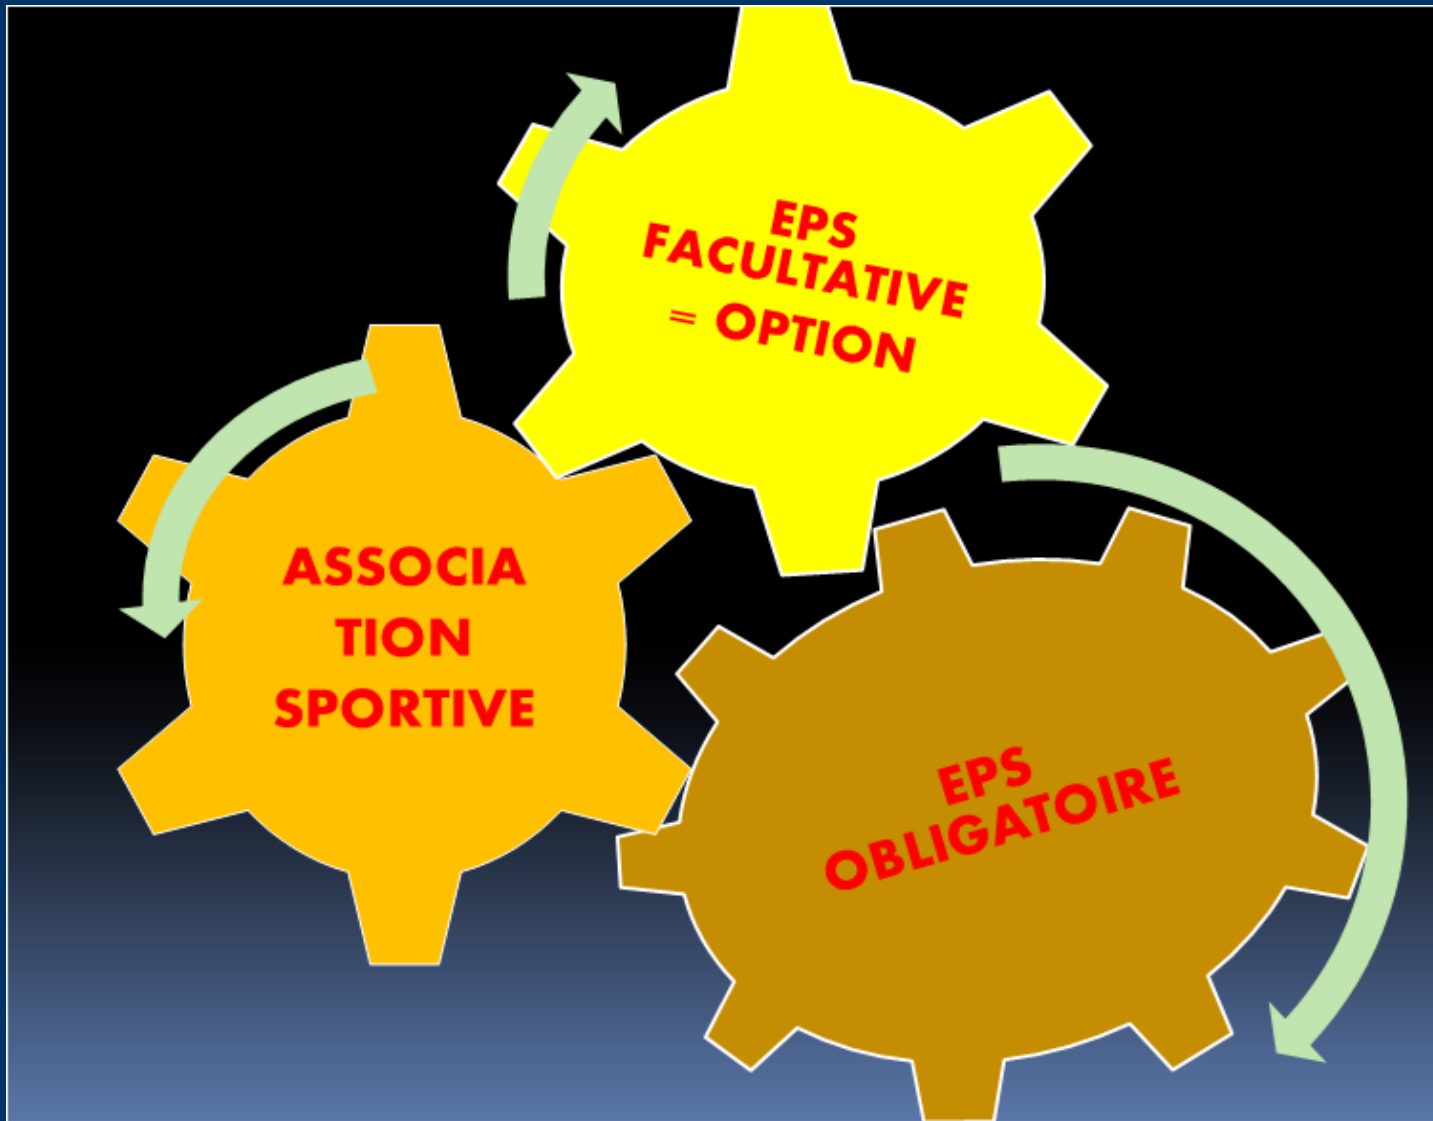 EPS
FACULTATIVE
= OPTION
ASSOCIA
TION
SPORTIVE
EPS
OBLIGATOIRE